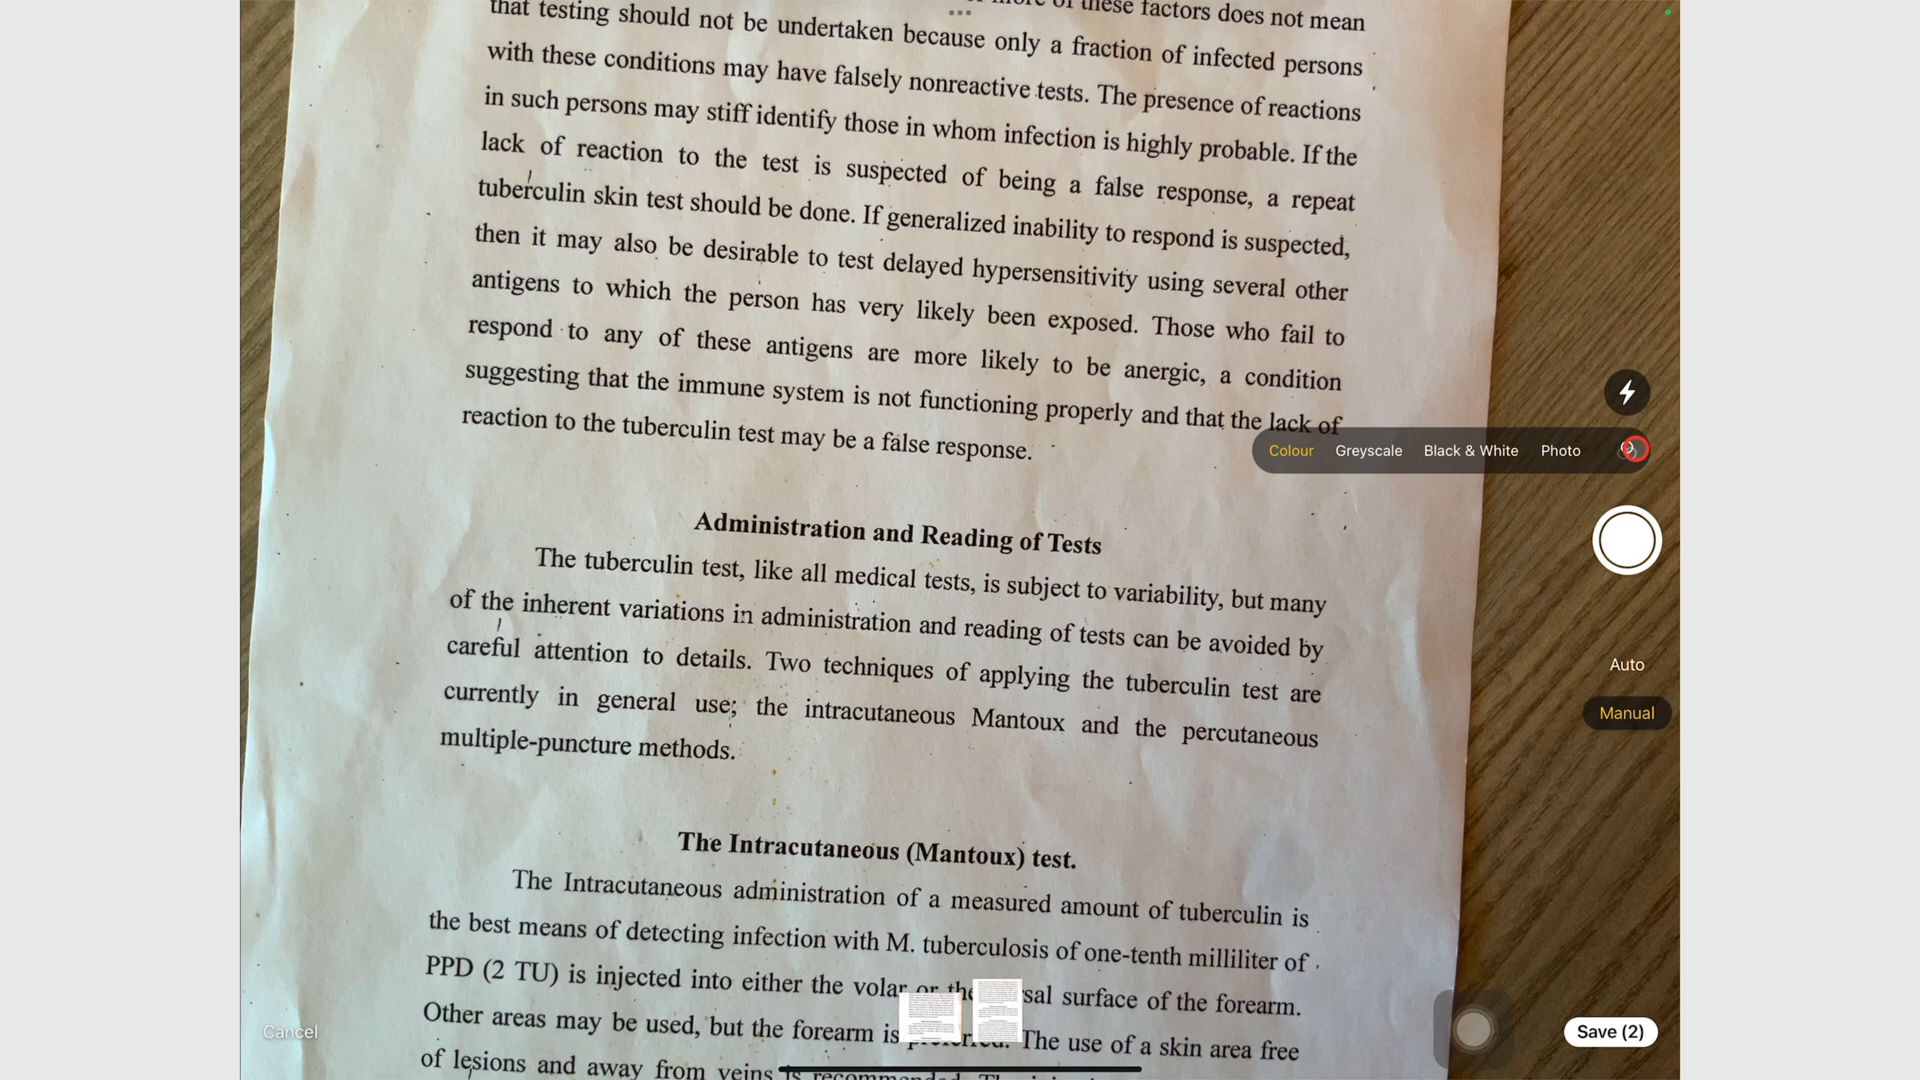 of these factors does not mean
that testing should not be undertaken because only a fraction of infected persons
with these conditions may have falsely nonreactive tests. The presence of reactions
in such persons may stiff identify those in whom infection is highly probable. If the
lack of reaction to the test is suspected of being a false response, a repeat
tuberculin skin test should be done. If generalized inability to respond is suspected,
then it may also be desirable to test delayed hypersensitivity using several other
antigens to which the person has very likely been exposed. Those who fail to
respond to any of these antigens are more likely to be anergic, a condition
suggesting that the immune system is not functioning properly and that the lack of
reaction to the tuberculin test may be a false response.
Colour Greyscale Black & White Photo
Administration and Reading of Tests
The tuberculin test, like all medical tests, is subject to variability, but many
of the inherent variations in administration and reading of tests can be avoided by
careful attention to details. Two techniques of applying the tuberculin test are
currently in general use; the intracutaneous Mantoux and the percutaneous
multiple-puncture methods.
Auto
Manual
The Intracutaneous (Mantoux) test.
The Intracutaneous administration of a measured amount of tuberculin is
the best means of detecting infection with M. tuberculosis of one-tenth milliliter of
PPD (2 TU) is injected into either the volar or the sal surface of the forearm.
Other areas may be used, but the forearm is The use of a skin area free
of lesions and away from veins is
Cancel
Save (2)